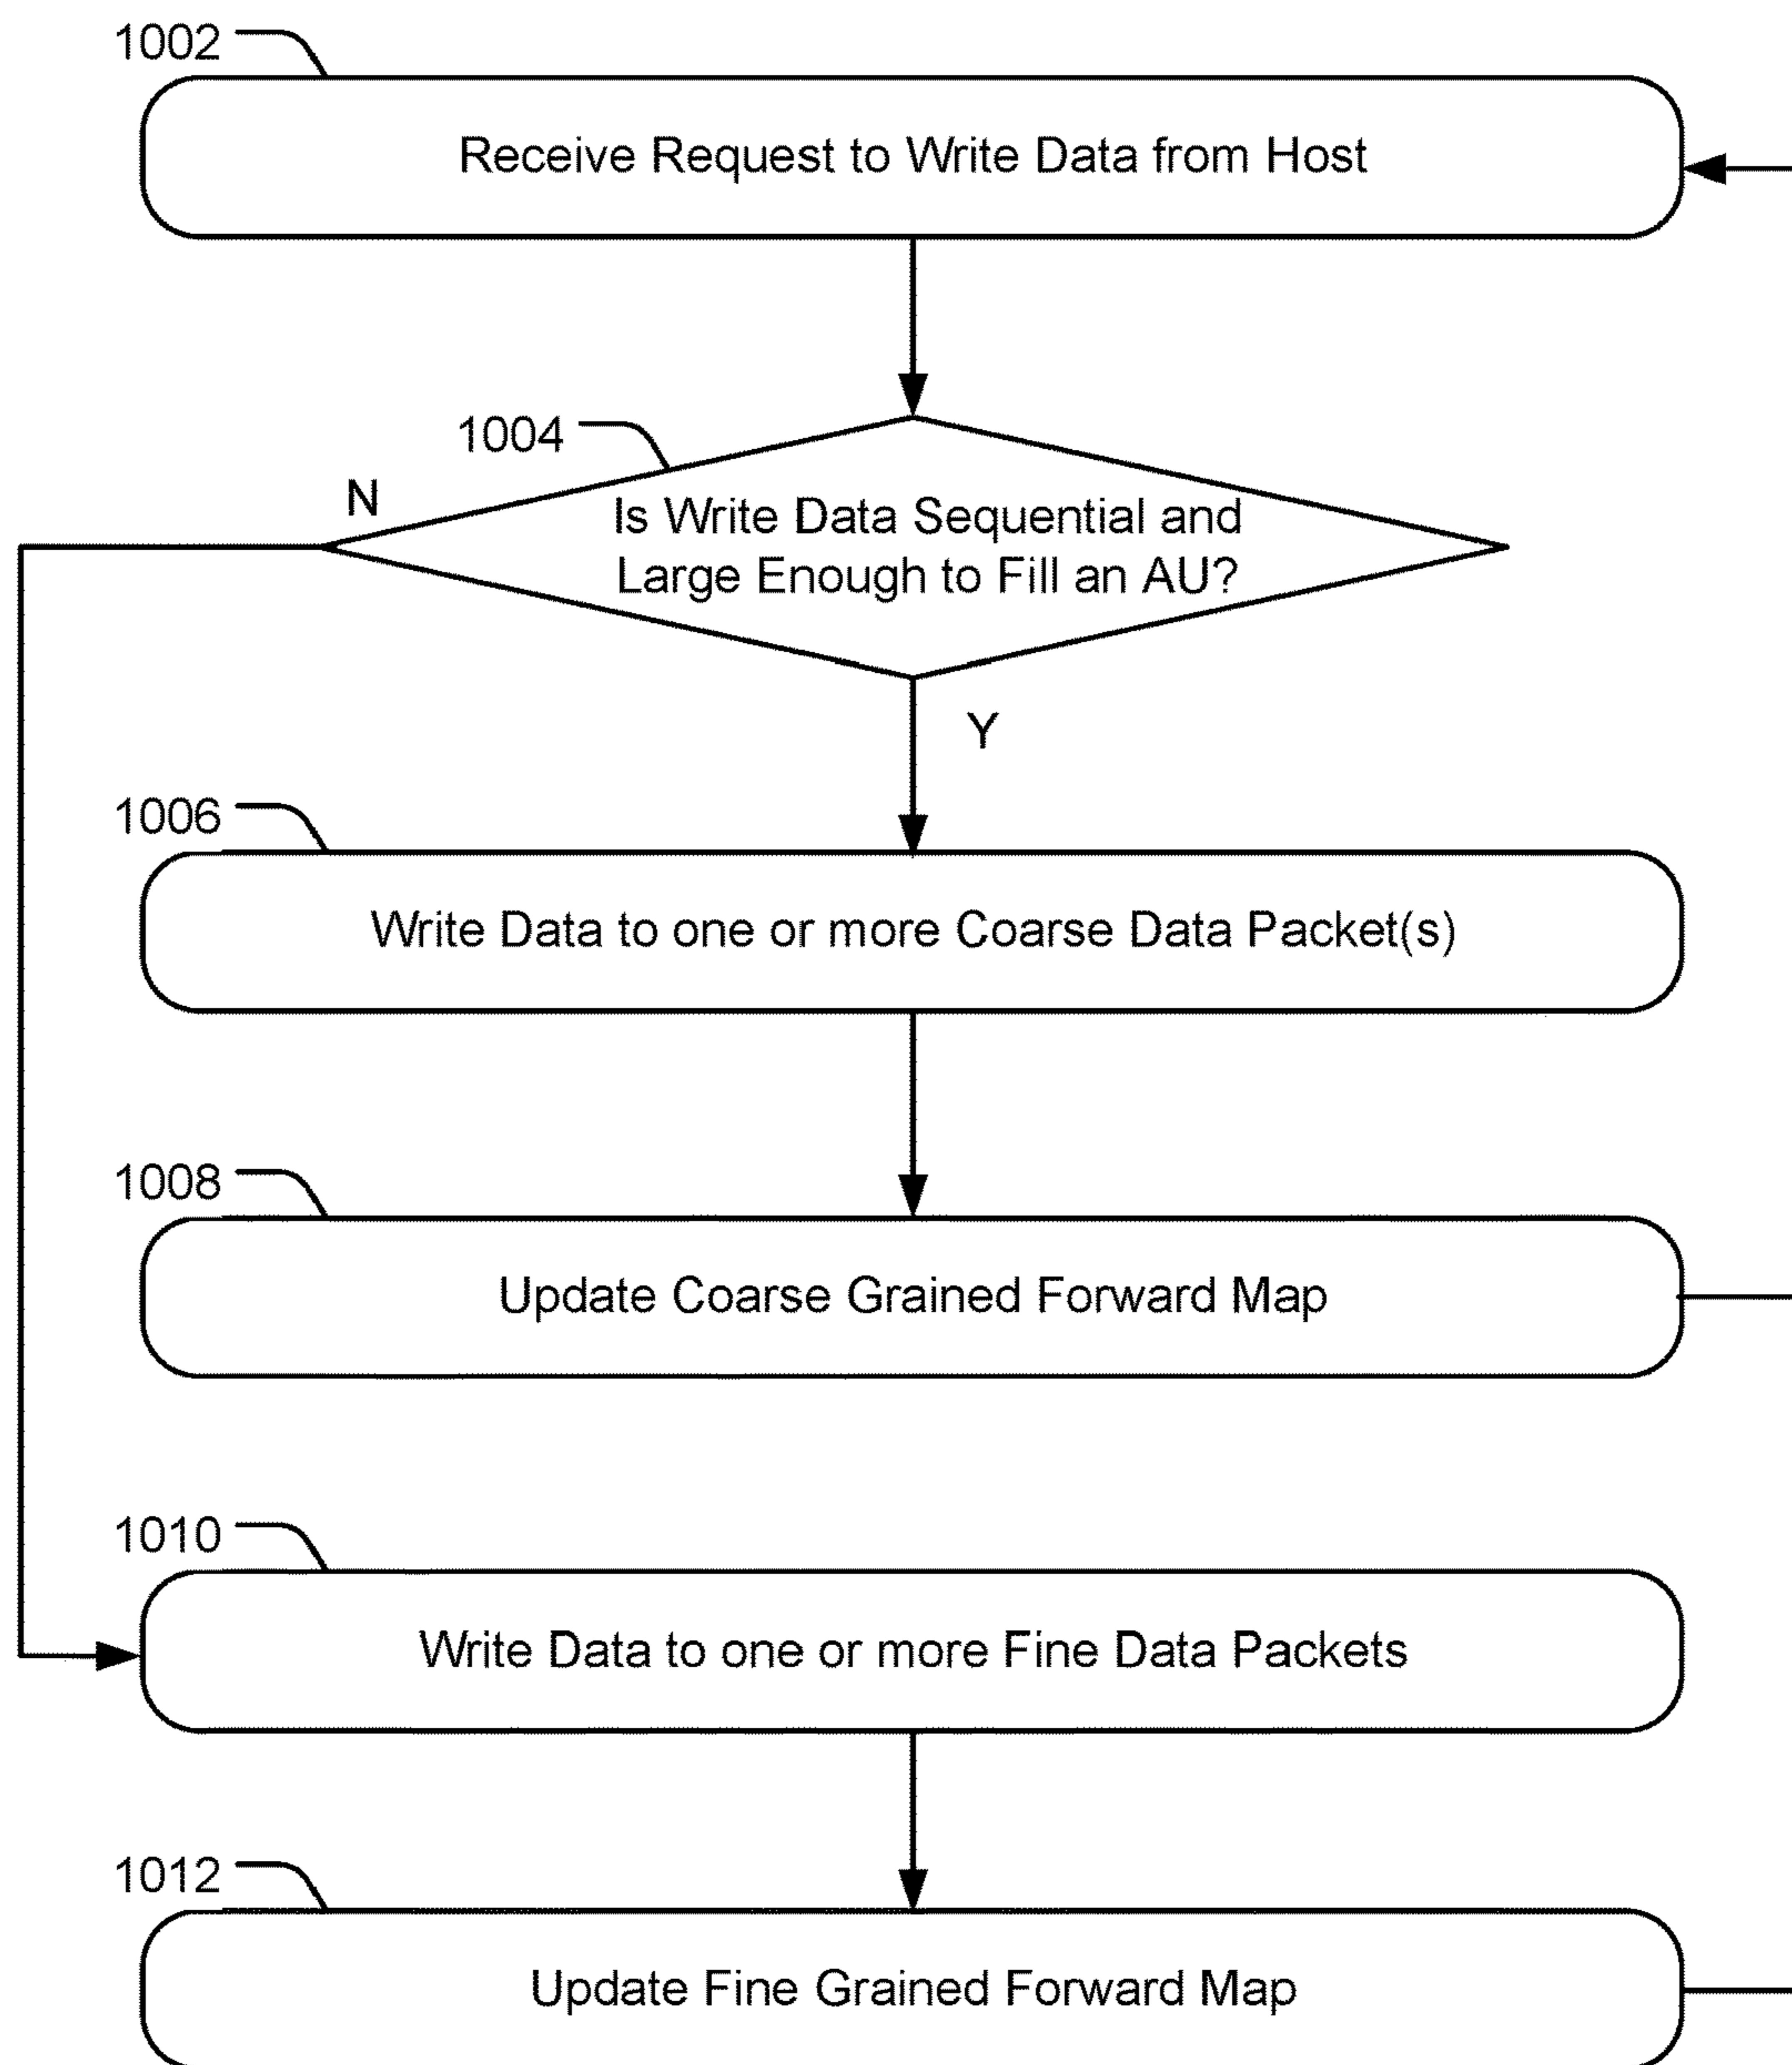 1002
Receive Request to Write Data from Host
1004
N
Is Write Data Sequential and
Large Enough to Fill an AU?
Y
1006
Write Data to one or more Coarse Data Packet(s)
1008
Update Coarse Grained Forward Map
1010
Write Data to one or more Fine Data Packets
1012
Update Fine Grained Forward Map